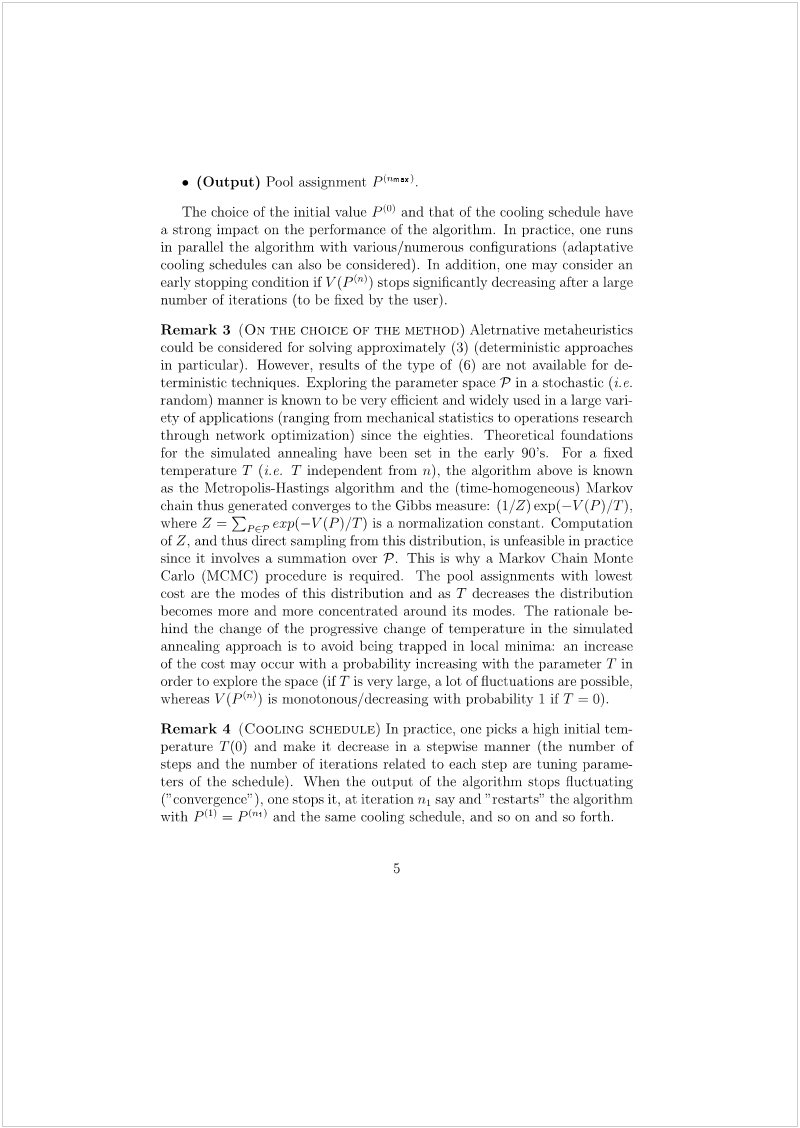 • (Output) Pool assignment P^(n_max).
The choice of the initial value P^(0) and that of the cooling schedule have
a strong impact on the performance of the algorithm. In practice, one runs
in parallel the algorithm with various/numerous configurations (adaptative
cooling schedules can also be considered). In addition, one may consider an
early stopping condition if V(P^(n)) stops significantly decreasing after a large
number of iterations (to be fixed by the user).
Remark 3 (On the choice of the method) Aletrnative metaheuristics
could be considered for solving approximately (3) (deterministic approaches
in particular). However, results of the type of (6) are not available for de-
terministic techniques. Exploring the parameter space 𝒫 in a stochastic (i.e.
random) manner is known to be very efficient and widely used in a large vari-
ety of applications (ranging from mechanical statistics to operations research
through network optimization) since the eighties. Theoretical foundations
for the simulated annealing have been set in the early 90's. For a fixed
temperature T (i.e. T independent from n), the algorithm above is known
as the Metropolis-Hastings algorithm and the (time-homogeneous) Markov
chain thus generated converges to the Gibbs measure: (1/Z) exp(−V(P)/T),
where Z = ∑_{P∈𝒫} exp(−V(P)/T) is a normalization constant. Computation
of Z, and thus direct sampling from this distribution, is unfeasible in practice
since it involves a summation over 𝒫. This is why a Markov Chain Monte
Carlo (MCMC) procedure is required. The pool assignments with lowest
cost are the modes of this distribution and as T decreases the distribution
becomes more and more concentrated around its modes. The rationale be-
hind the change of the progressive change of temperature in the simulated
annealing approach is to avoid being trapped in local minima: an increase
of the cost may occur with a probability increasing with the parameter T in
order to explore the space (if T is very large, a lot of fluctuations are possible,
whereas V(P^(n)) is monotonous/decreasing with probability 1 if T = 0).
Remark 4 (Cooling schedule) In practice, one picks a high initial tem-
perature T(0) and make it decrease in a stepwise manner (the number of
steps and the number of iterations related to each step are tuning parame-
ters of the schedule). When the output of the algorithm stops fluctuating
("convergence"), one stops it, at iteration n₁ say and "restarts" the algorithm
with P^(1) = P^(n₁) and the same cooling schedule, and so on and so forth.
5